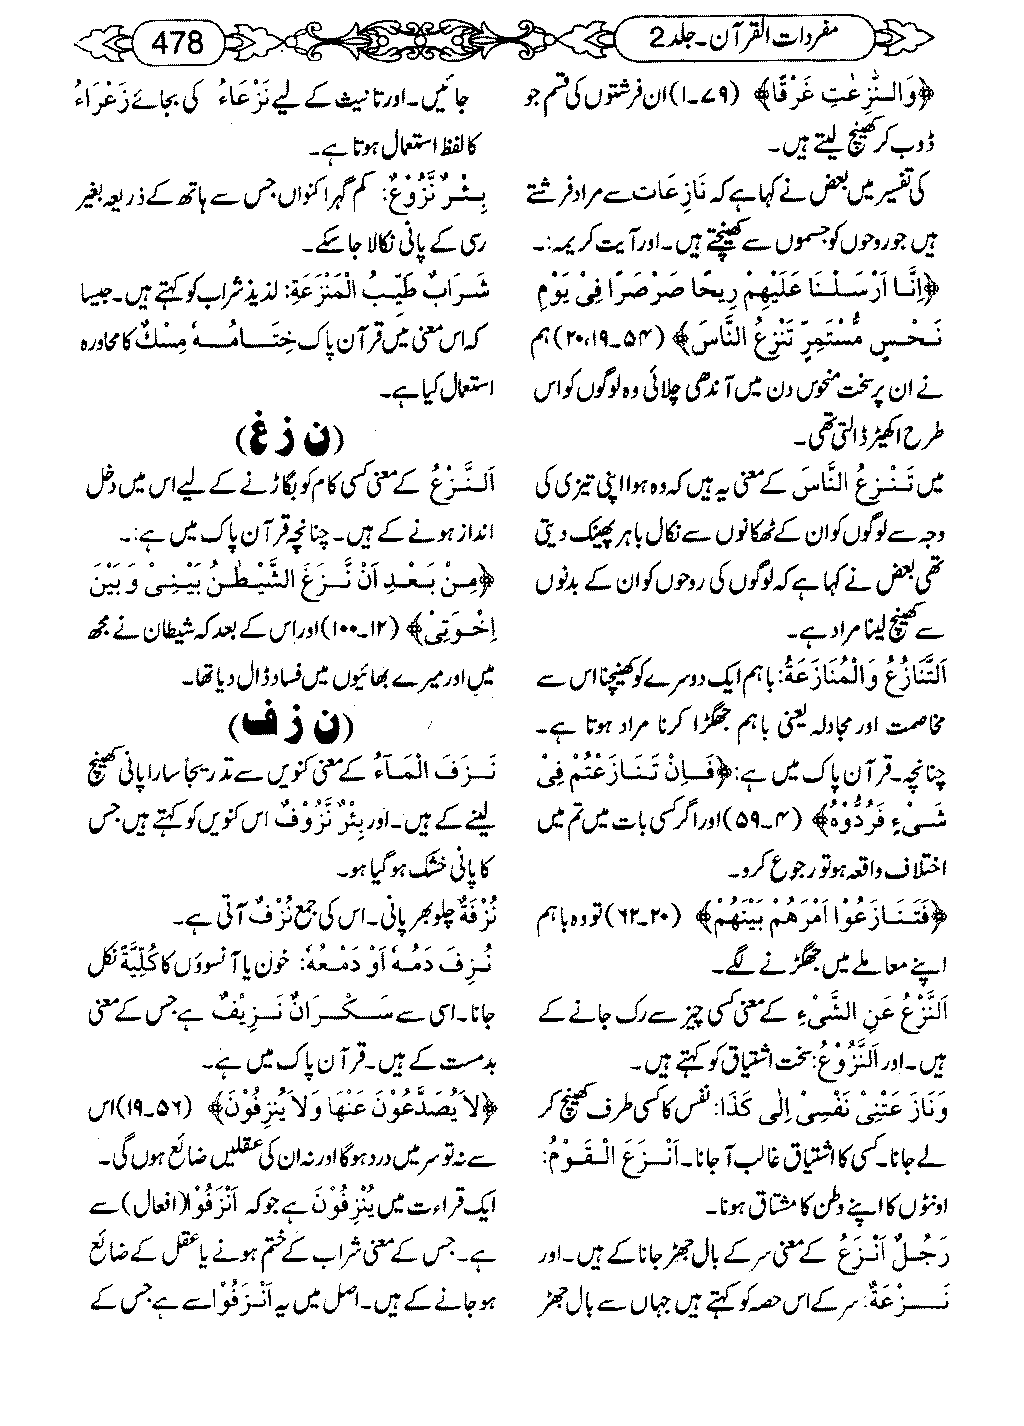 مفردات القرآن۔جلد 2
478
﴿وَالنّٰزِعٰتِ غَرْقًا﴾ (۷۹۔۱) ان فرشتوں کی قسم جو
ڈوب کر کھینچ لیتے ہیں۔
کی تفسیر میں بعض نے کہا ہے کہ نَازِعَات سے مراد فرشتے
ہیں جو روحوں کو جسموں سے کھینچتے ہیں۔ اور آیت کریمہ:۔
﴿اِنَّا اَرْسَلْنَا عَلَیْهِمْ رِیحًا صَرْصَرًا فِیْ یَوْمِ
نَحْسٍ مُّسْتَمِرٍّ تَنْزِعُ النَّاسَ﴾ (۵۴۔۲۰،۱۹) ہم
نے ان پر سخت منحوس دن میں آندھی چلائی وہ لوگوں کو اس
طرح اکھیڑ ڈالتی تھی۔
میں تَنْزِعُ النَّاسَ کے معنی یہ ہیں کہ وہ ہوا اپنی تیزی کی
وجہ سے لوگوں کو ان کے ٹھکانوں سے نکال باہر پھینک دیتی
تھی بعض نے کہا ہے کہ لوگوں کی روحوں کو ان کے بدنوں
سے کھینچ لینا مراد ہے۔
اَلتَّنَازُعُ وَالْمُنَازَعَةُ: باہم ایک دوسرے کو کھینچنا اس سے
مخاصمت اور مجادلہ یعنی باہم جھگڑا کرنا مراد ہوتا ہے۔
چنانچہ۔ قرآن پاک میں ہے: ﴿فَاِنْ تَنَازَعْتُمْ فِیْ
شَیْءٍ فَرُدُّوْهُ﴾ (۴۔۵۹) اور اگر کسی بات میں تم میں
اختلاف واقعہ ہو تو رجوع کرو۔
﴿فَتَنَازَعُوْا اَمْرَهُمْ بَیْنَهُمْ﴾ (۲۰۔۶۲) تو وہ باہم
اپنے معاملے میں جھگڑنے لگے۔
اَلنَّزْعُ عَنِ الشَّیْءِ کے معنی کسی چیز سے رک جانے کے
ہیں۔ اور اَلنُّزُوْعُ: سخت اشتیاق کو کہتے ہیں۔
وَنَازَعَتْنِیْ نَفْسِیْ اِلٰی کَذَا: نفس کا کسی طرف کھینچ کر
لے جانا۔ کسی کا اشتیاق غالب آ جانا۔ اَنْزَعَ الْقَوْمُ:
اونٹوں کا اپنے وطن کا مشتاق ہونا۔
رَجُلٌ اَنْزَعُ کے معنی سر کے بال جھڑ جانا کے ہیں۔ اور
نَزْعَةٌ: سر کے اس حصہ کو کہتے ہیں جہاں سے بال جھڑ
جائیں۔ اور تانیث کے لیے نَزْعَاءُ کی بجائے زَعْرَاءُ
کا لفظ استعمال ہوتا ہے۔
بِئْرٌ نَّزُوْعٌ: کم گہرا کنواں جس سے ہاتھ کے ذریعہ بغیر
رسی کے پانی نکالا جا سکے۔
شَرَابٌ طَیِّبُ الْمَنْزَعَةِ: لذیذ شراب کو کہتے ہیں۔ جیسا
کہ اس معنی میں قرآن پاک خِتَامُهٗ مِسْكٌ کا محاورہ
استعمال کیا ہے۔
(ن ز غ)
اَلنَّزْغُ کے معنی کسی کام کو بگاڑنے کے لیے اس میں دخل
انداز ہونے کے ہیں۔ چنانچہ قرآن پاک میں ہے:۔
﴿مِنْ بَعْدِ اَنْ نَّزَغَ الشَّیْطٰنُ بَیْنِیْ وَ بَیْنَ
اِخْوَتِیْ﴾ (۱۲۔۱۰۰) اور اس کے بعد کہ شیطان نے مجھ
میں اور میرے بھائیوں میں فساد ڈال دیا تھا۔
(ن ز ف)
نَزَفَ الْمَآءُ کے معنی کنویں سے تدریجا سارا پانی کھینچ
لینے کے ہیں۔ اور بِئْرٌ نَّزُوْفٌ اس کنویں کو کہتے ہیں جس
کا پانی خشک ہو گیا ہو۔
نُزْفَةٌ چلو بھر پانی۔ اس کی جمع نُزْفٌ آتی ہے۔
نُزِفَ دَمُهٗ اَوْ دَمْعُهٗ: خون یا آنسوؤں کا کُلِّیَّةً نکل
جانا۔ اسی سے سَکْرَانٌ نَزِیْفٌ ہے جس کے معنی
بدمست کے ہیں۔ قرآن پاک میں ہے۔
﴿لَا یُصَدَّعُوْنَ عَنْهَا وَلَا یُنْزِفُوْنَ﴾ (۵۶۔۱۹) اس
سے نہ تو سر میں درد ہوگا اور نہ ان کی عقلیں ضائع ہوں گی۔
ایک قراءت میں یُنْزِفُوْنَ ہے جو کہ اَنْزَفُوْا (افعال) سے
ہے۔ جس کے معنی شراب کے ختم ہونے یا عقل کے ضائع
ہو جانے کے ہیں۔ اصل میں یہ اَنْزَفُوْا سے ہے جس کے